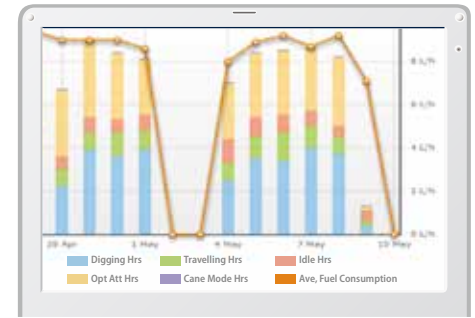 8 L/h
6 L/h
4 L/h
2 L/h
0 L/h
28 Apr 1 May 4 May 7 May 10 May
Digging Hrs Travelling Hrs Idle Hrs
Opt Att Hrs Cane Mode Hrs Ave, Fuel Consumption